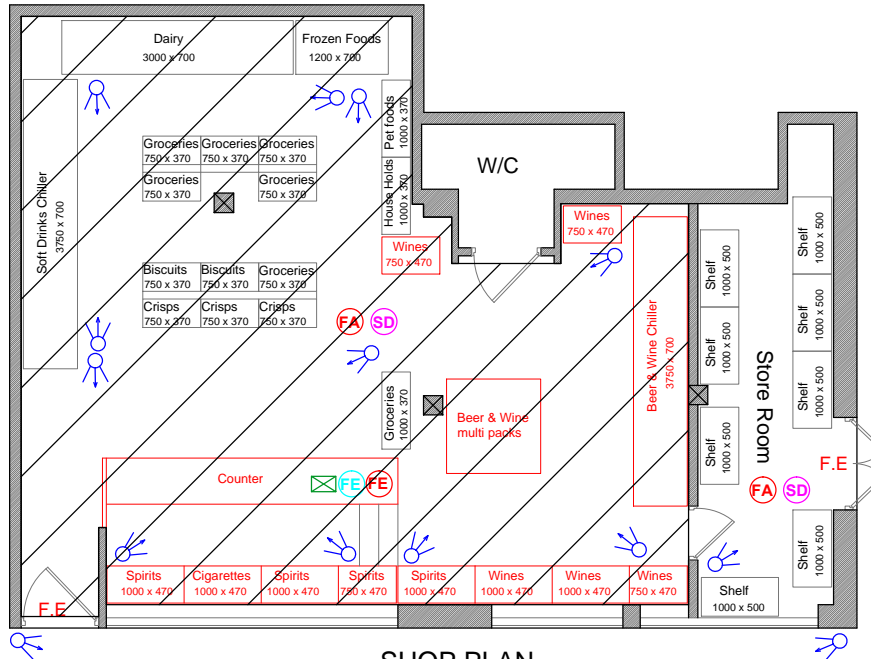 Dairy
3000 x 700
Frozen Foods
1200 x 700
Soft Drinks Chiller
3750 x 700
Groceries Groceries Groceries
750 x 370 750 x 370 750 x 370
Groceries Groceries
750 x 370 750 x 370
Pet foods
1000 x 370
House Holds
1000 x 370
W/C
Wines
750 x 470
Wines
750 x 470
Biscuits Biscuits Groceries
750 x 370 750 x 370 750 x 370
Crisps Crisps Crisps
750 x 370 750 x 370 750 x 370
FA SD
Groceries
1000 x 370
Beer & Wine
multi packs
Beer & Wine Chiller
3750 x 700
Shelf
1000 x 500
Shelf
1000 x 500
Shelf
1000 x 500
Shelf
1000 x 500
Shelf
1000 x 500
Shelf
1000 x 500
Store Room
F.E
FA SD
Shelf
1000 x 500
Shelf
1000 x 500
Counter
FE FE
Spirits Cigarettes Spirits Spirits Spirits Wines Wines Wines
1000 x 470 1000 x 470 1000 x 470 750 x 470 1000 x 470 1000 x 470 1000 x 470 750 x 470
F.E
SHOP PLAN